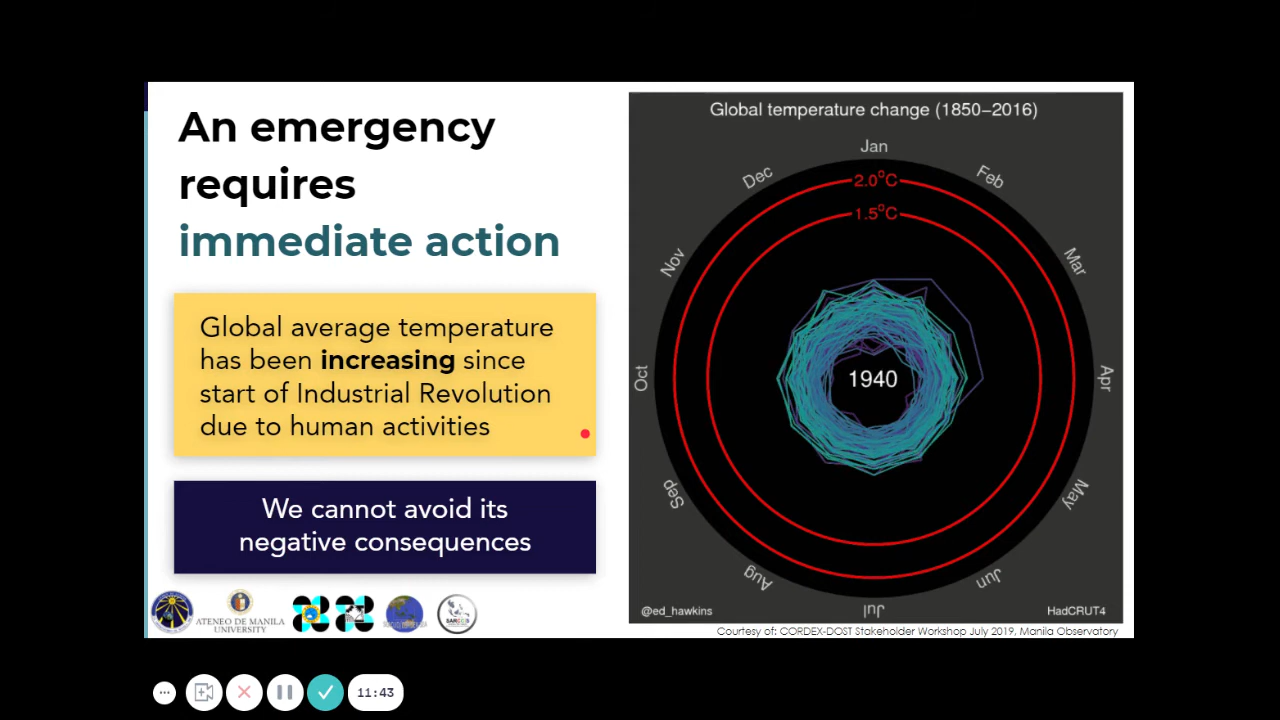 An emergency
requires
immediate action
Global average temperature
has been increasing since
start of Industrial Revolution
due to human activities
We cannot avoid its
negative consequences
ATENEO DE MANILA
UNIVERSITY
SARCCS
Global temperature change (1850–2016)
Jan
Feb
Mar
Apr
May
Jun
Jul
Aug
Sep
Oct
Nov
Dec
2.0°C
1.5°C
1940
@ed_hawkins
HadCRUT4
Courtesy of: CORDEX-DOST Stakeholder Workshop July 2019, Manila Observatory
11:43